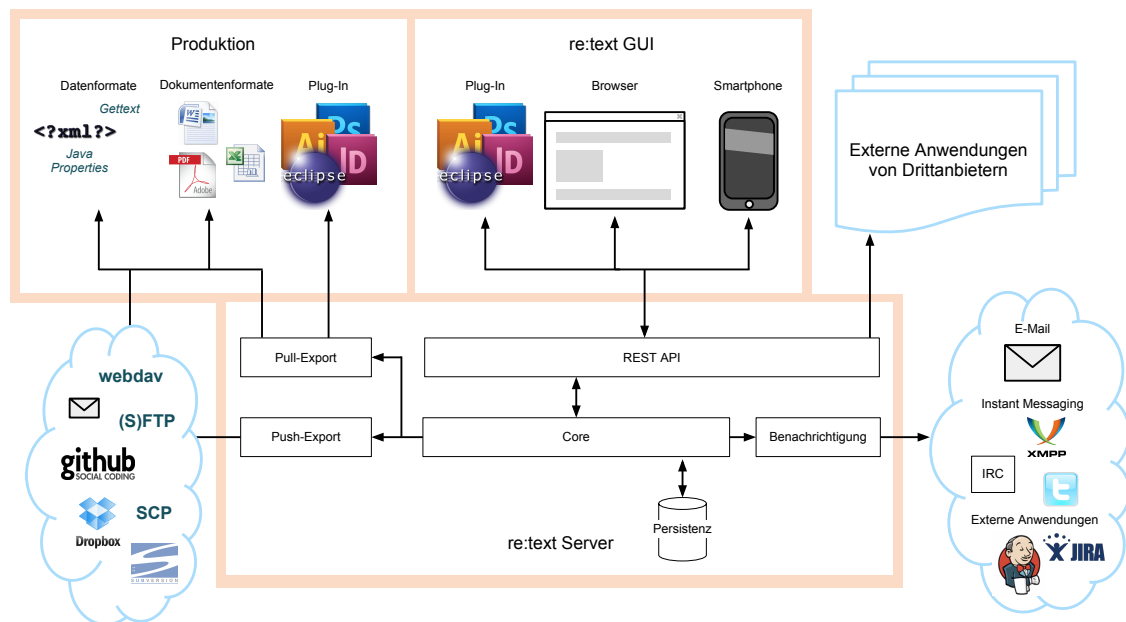 Produktion
Datenformate
Gettext
<?xml?>
Java
Properties
Dokumentenformate
W
PDF
Adobe
X
Plug-In
Ps
Ai
ID
eclipse
re:text GUI
Plug-In
Ps
Ai
ID
eclipse
Browser
Smartphone
Externe Anwendungen
von Drittanbietern
Pull-Export
REST API
Push-Export
Core
Benachrichtigung
Persistenz
re:text Server
webdav
(S)FTP
github
SOCIAL CODING
SCP
Dropbox
SUBVERSION
E-Mail
Instant Messaging
XMPP
IRC
t
Externe Anwendungen
JIRA